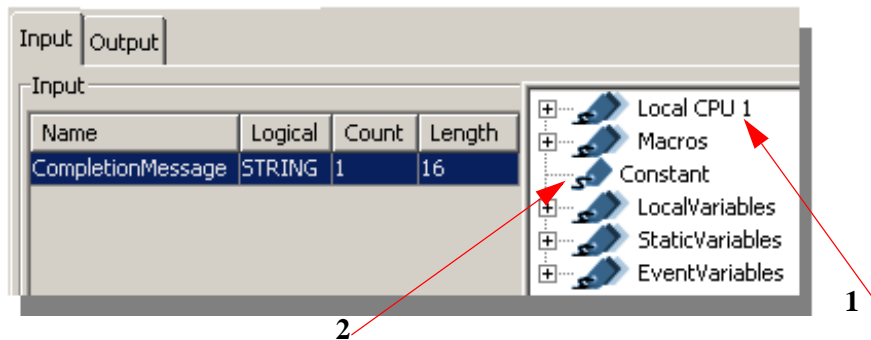 Input Output
Input
Name Logical Count Length
CompletionMessage STRING 1 16
Local CPU 1
Macros
Constant
LocalVariables
StaticVariables
EventVariables
1
2